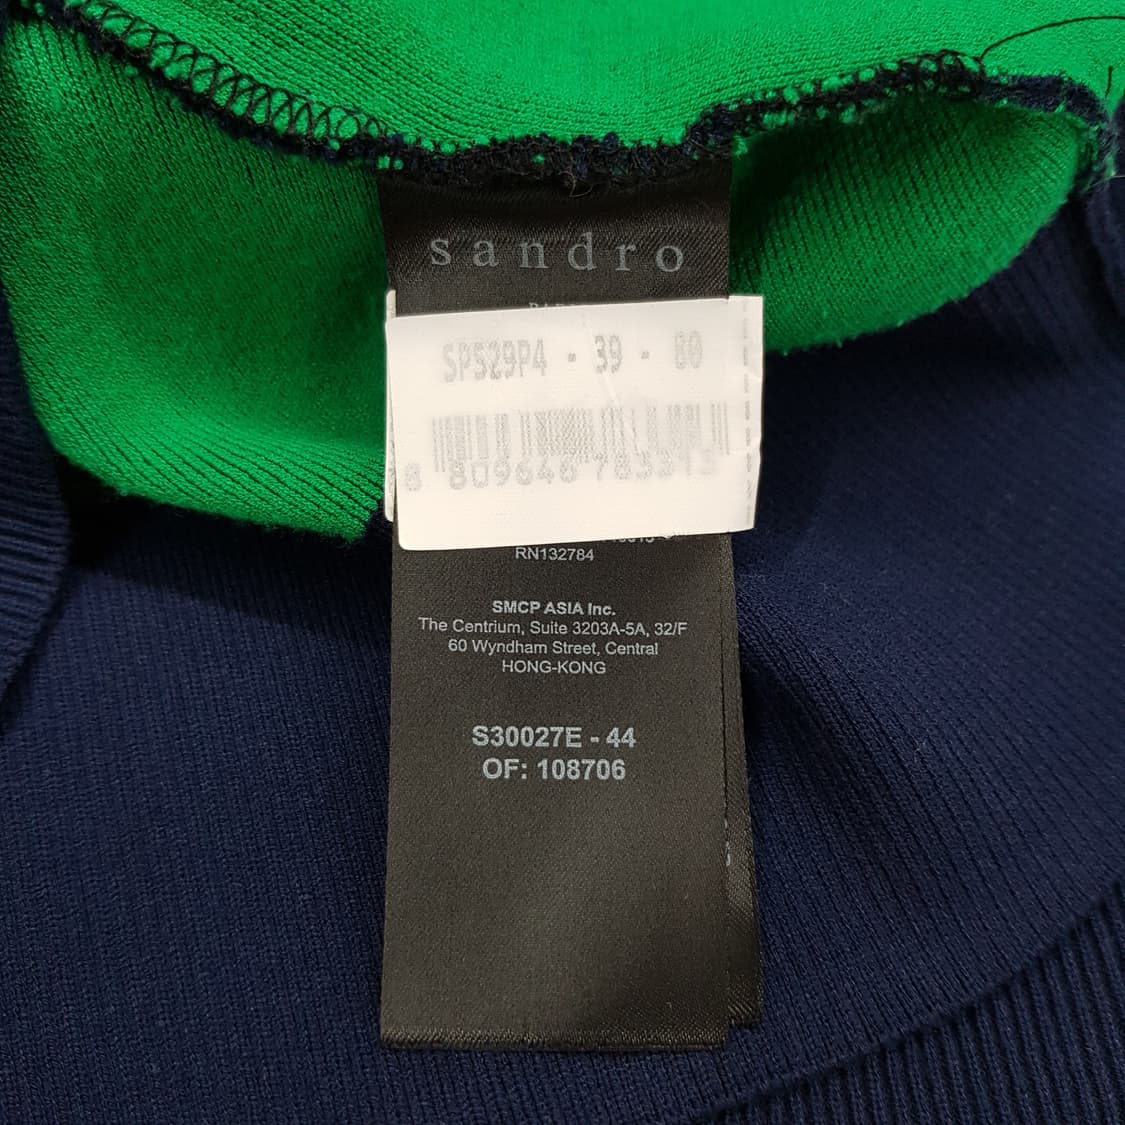 sandro
SP529P4 - 39 - 80
RN132784
SMCP ASIA Inc.
The Centrium, Suite 3203A-5A, 32/F
60 Wyndham Street, Central
HONG-KONG
S30027E - 44
OF: 108706